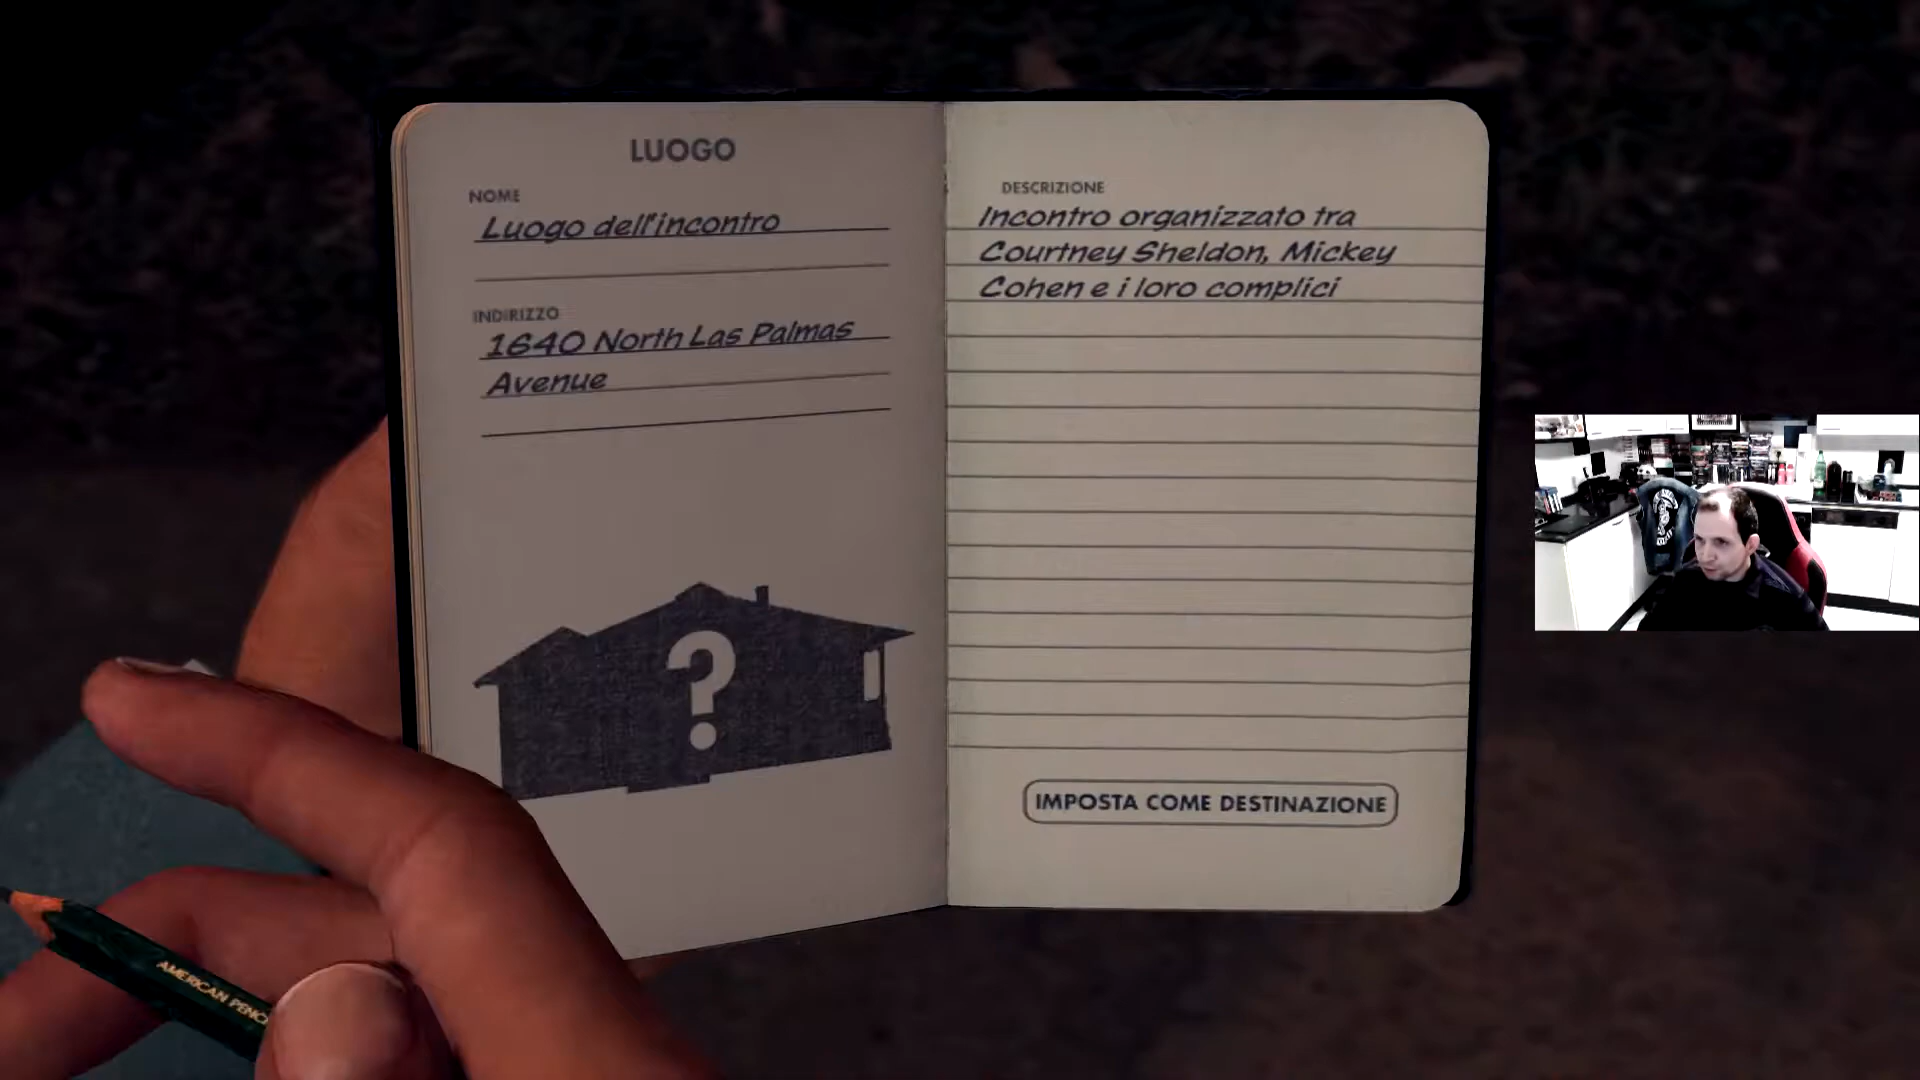 LUOGO
NOME
Luogo dell'incontro
INDIRIZZO
1640 North Las Palmas
Avenue
DESCRIZIONE
Incontro organizzato tra
Courtney Sheldon, Mickey
Cohen e i loro complici
IMPOSTA COME DESTINAZIONE
AMERICAN PENC